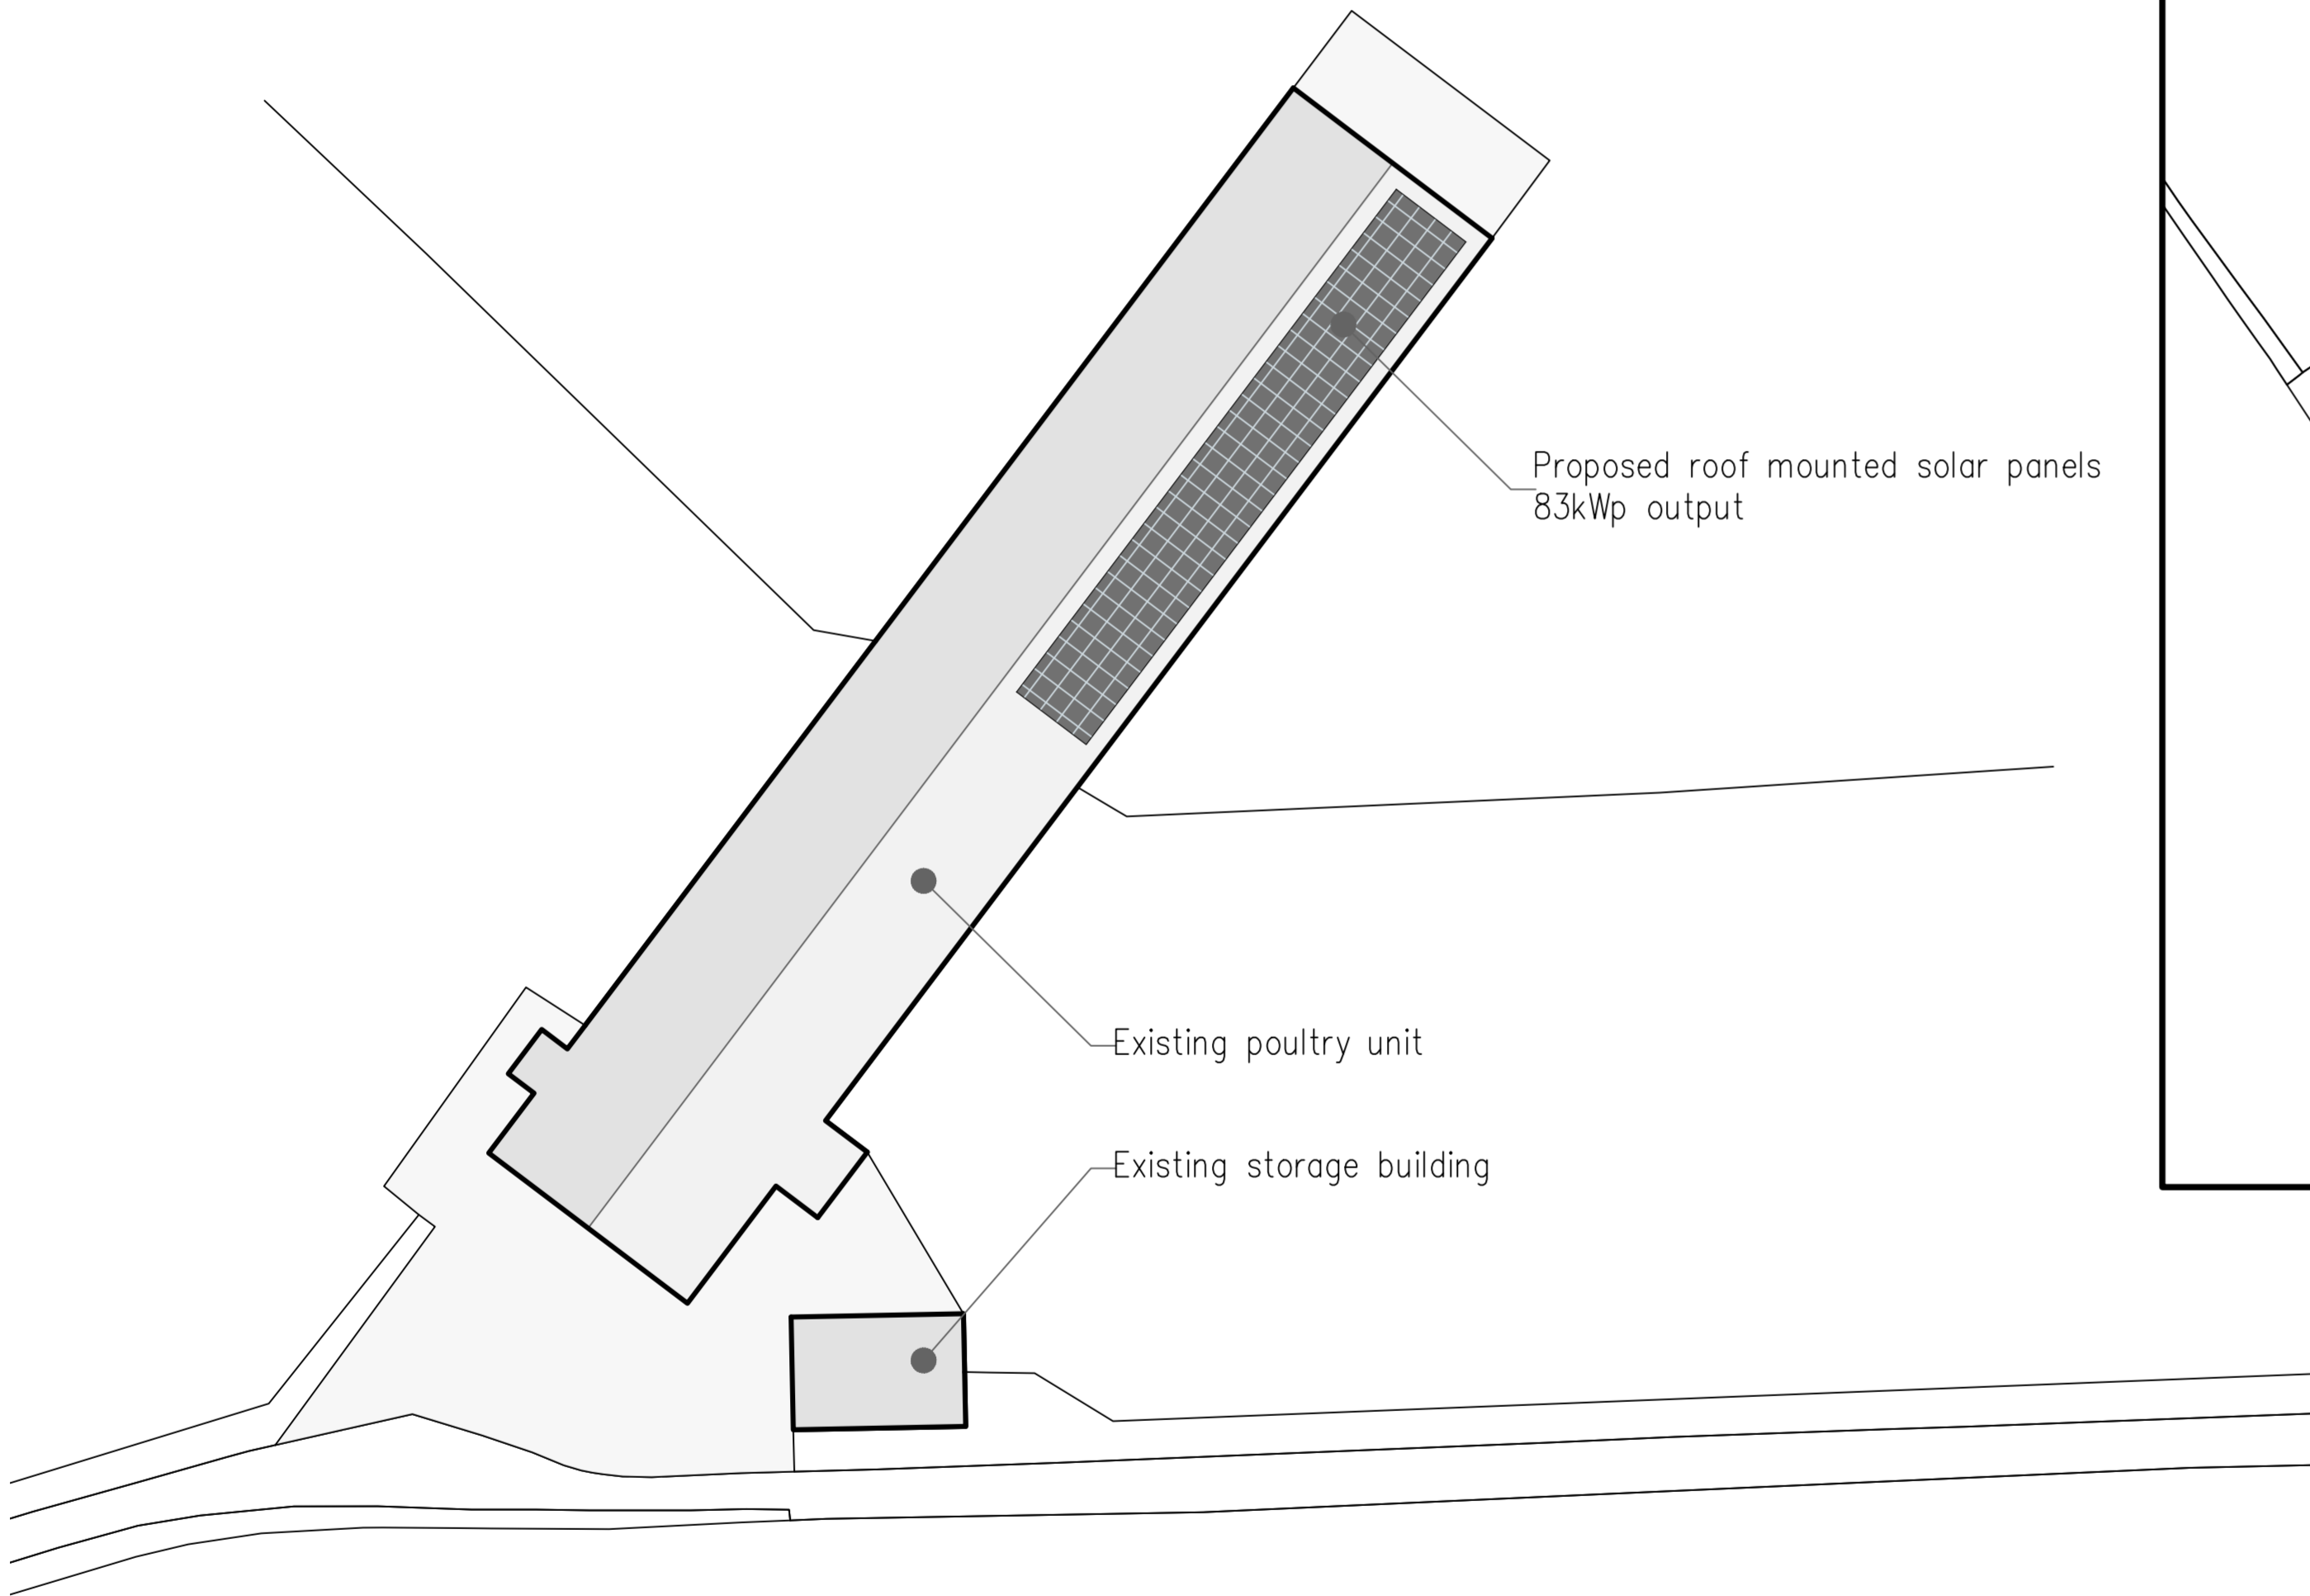 Proposed roof mounted solar panels
83kWp output
Existing poultry unit
Existing storage building